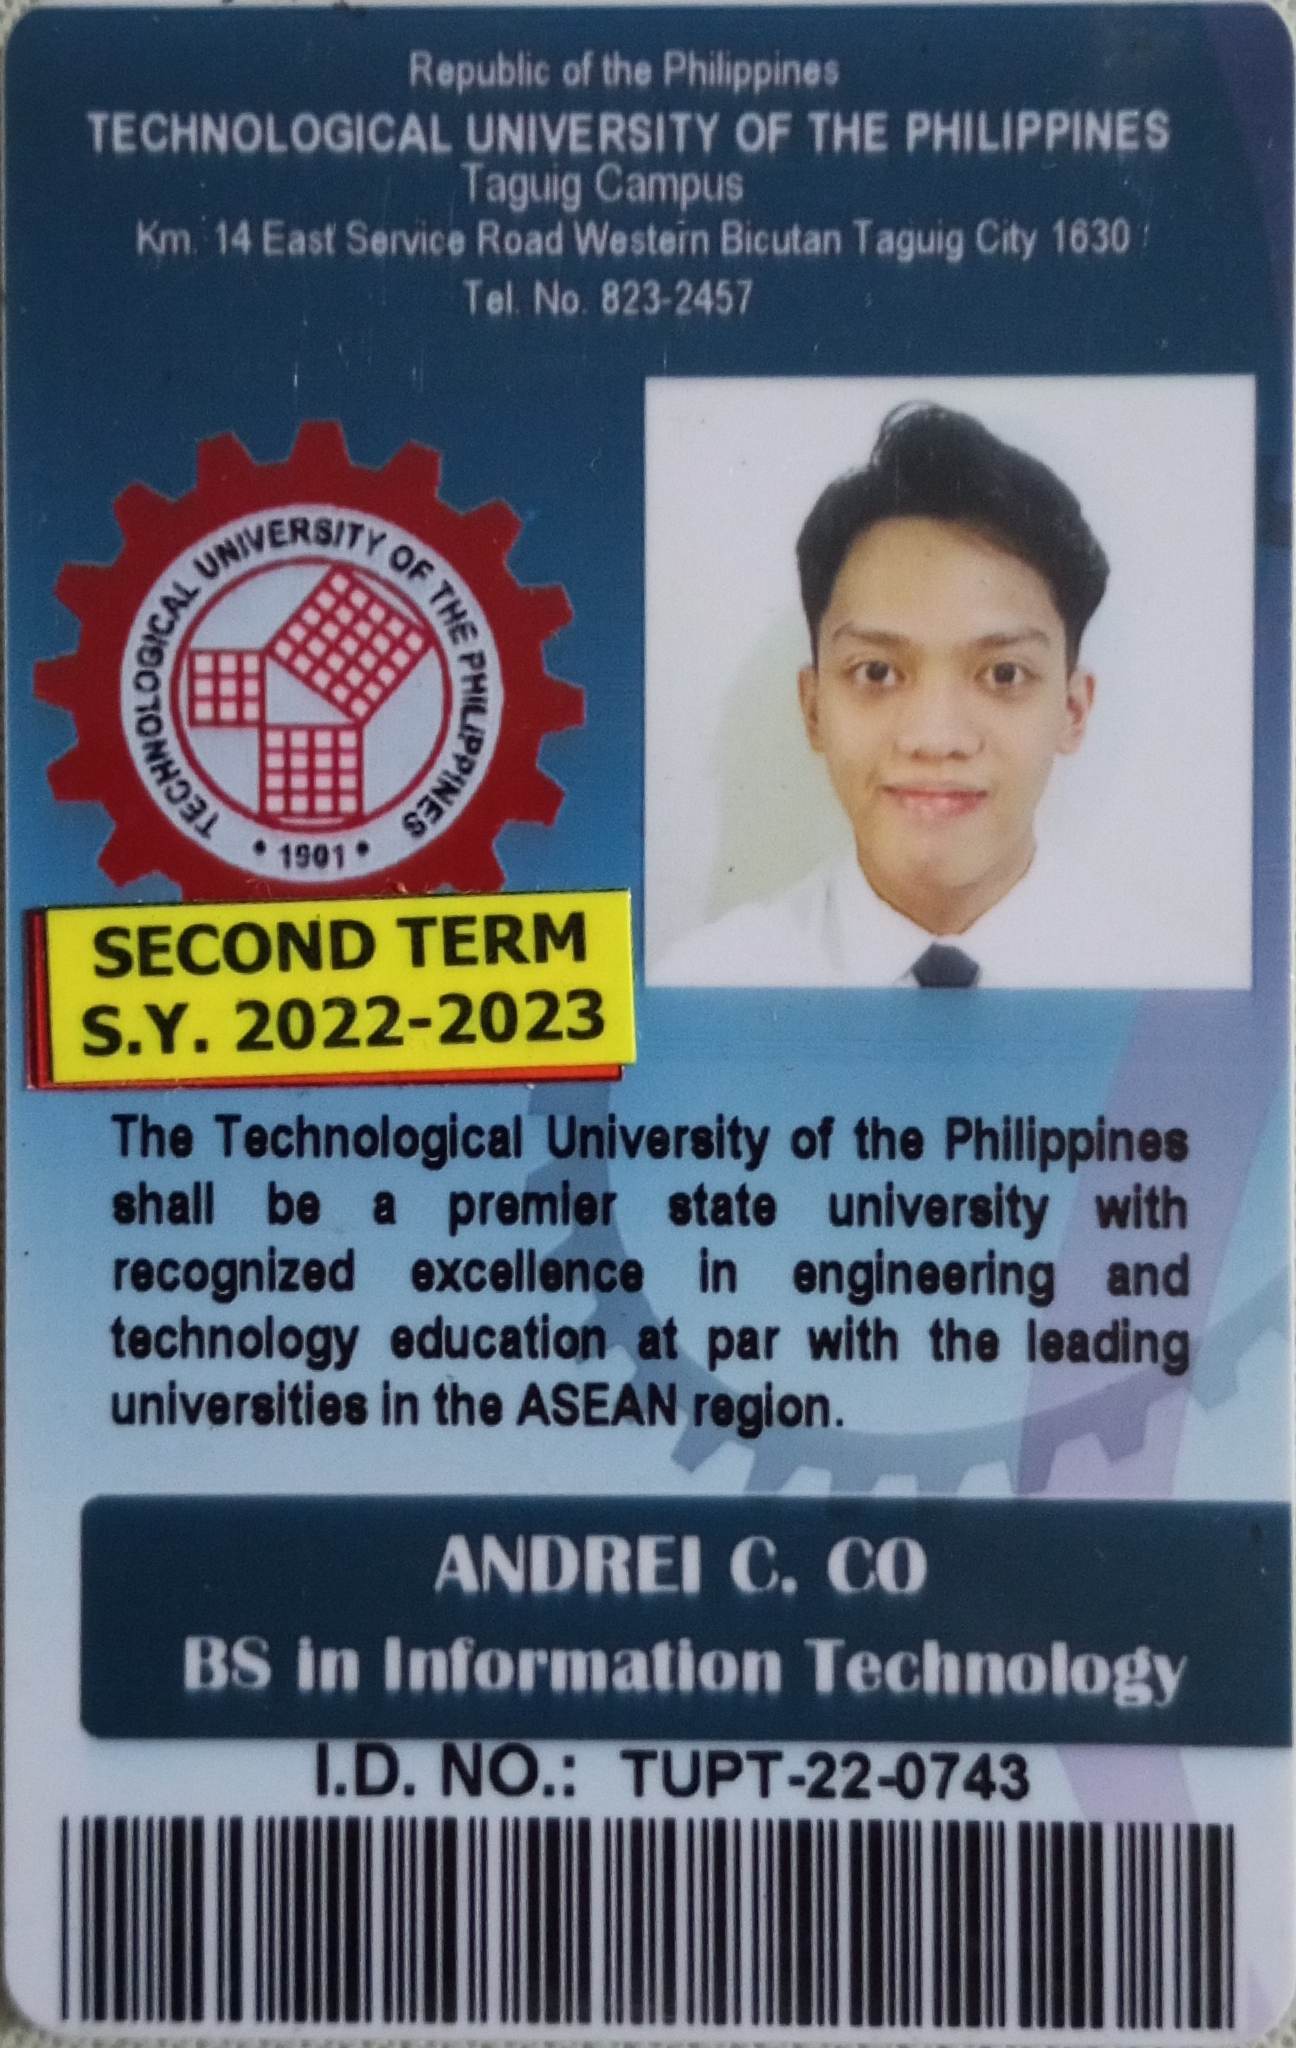 Republic of the Philippines
TECHNOLOGICAL UNIVERSITY OF THE PHILIPPINES
Taguig Campus
Km. 14 East Service Road Western Bicutan Taguig City 1630
Tel. No. 823-2457
TECHNOLOGICAL UNIVERSITY OF THE PHILIPPINES
• 1901 •
SECOND TERM
S.Y. 2022-2023
The Technological University of the Philippines
shall be a premier state university with
recognized excellence in engineering and
technology education at par with the leading
universities in the ASEAN region.
ANDREI C. CO
BS in Information Technology
I.D. NO.: TUPT-22-0743